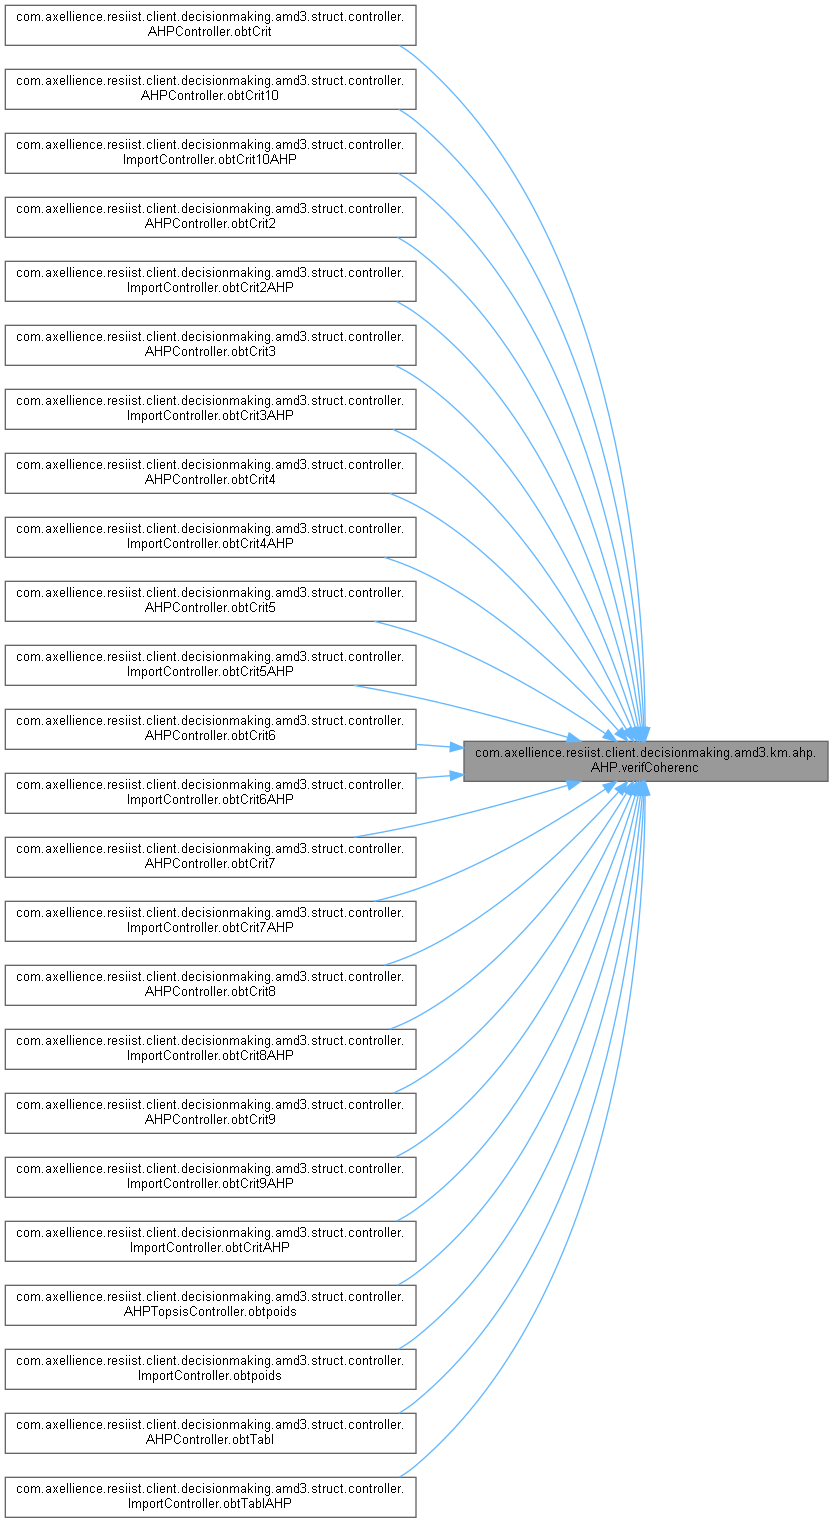 com.axellience.resiist.client.decisionmaking.amd3.struct.controller.
AHPController.obtCrit
com.axellience.resiist.client.decisionmaking.amd3.struct.controller.
AHPController.obtCrit10
com.axellience.resiist.client.decisionmaking.amd3.struct.controller.
ImportController.obtCrit10AHP
com.axellience.resiist.client.decisionmaking.amd3.struct.controller.
AHPController.obtCrit2
com.axellience.resiist.client.decisionmaking.amd3.struct.controller.
ImportController.obtCrit2AHP
com.axellience.resiist.client.decisionmaking.amd3.struct.controller.
AHPController.obtCrit3
com.axellience.resiist.client.decisionmaking.amd3.struct.controller.
ImportController.obtCrit3AHP
com.axellience.resiist.client.decisionmaking.amd3.struct.controller.
AHPController.obtCrit4
com.axellience.resiist.client.decisionmaking.amd3.struct.controller.
ImportController.obtCrit4AHP
com.axellience.resiist.client.decisionmaking.amd3.struct.controller.
AHPController.obtCrit5
com.axellience.resiist.client.decisionmaking.amd3.struct.controller.
ImportController.obtCrit5AHP
com.axellience.resiist.client.decisionmaking.amd3.struct.controller.
AHPController.obtCrit6
com.axellience.resiist.client.decisionmaking.amd3.km.ahp.
AHP.verifCoherenc
com.axellience.resiist.client.decisionmaking.amd3.struct.controller.
ImportController.obtCrit6AHP
com.axellience.resiist.client.decisionmaking.amd3.struct.controller.
AHPController.obtCrit7
com.axellience.resiist.client.decisionmaking.amd3.struct.controller.
ImportController.obtCrit7AHP
com.axellience.resiist.client.decisionmaking.amd3.struct.controller.
AHPController.obtCrit8
com.axellience.resiist.client.decisionmaking.amd3.struct.controller.
ImportController.obtCrit8AHP
com.axellience.resiist.client.decisionmaking.amd3.struct.controller.
AHPController.obtCrit9
com.axellience.resiist.client.decisionmaking.amd3.struct.controller.
ImportController.obtCrit9AHP
com.axellience.resiist.client.decisionmaking.amd3.struct.controller.
ImportController.obtCritAHP
com.axellience.resiist.client.decisionmaking.amd3.struct.controller.
AHPTopsisController.obtpoids
com.axellience.resiist.client.decisionmaking.amd3.struct.controller.
ImportController.obtpoids
com.axellience.resiist.client.decisionmaking.amd3.struct.controller.
AHPController.obtTabl
com.axellience.resiist.client.decisionmaking.amd3.struct.controller.
ImportController.obtTablAHP